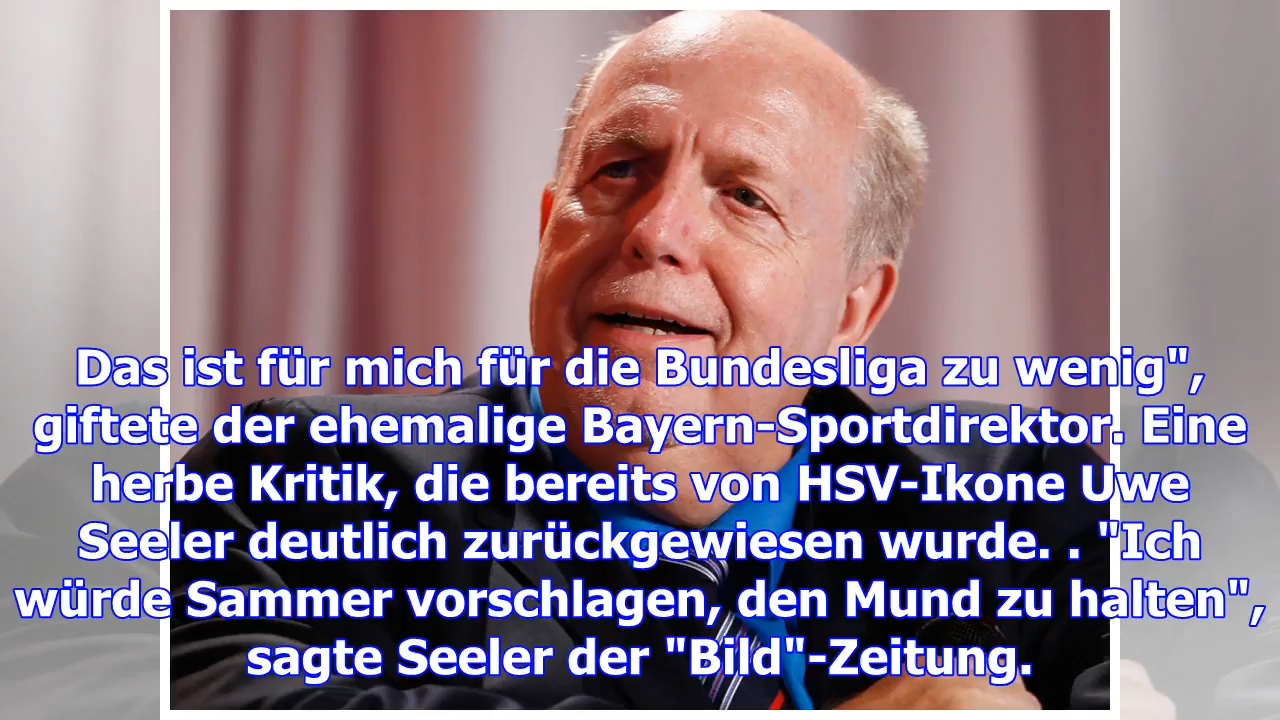 Das ist für mich für die Bundesliga zu wenig",
giftete der ehemalige Bayern-Sportdirektor. Eine
herbe Kritik, die bereits von HSV-Ikone Uwe
Seeler deutlich zurückgewiesen wurde. . "Ich
würde Sammer vorschlagen, den Mund zu halten",
sagte Seeler der "Bild"-Zeitung.